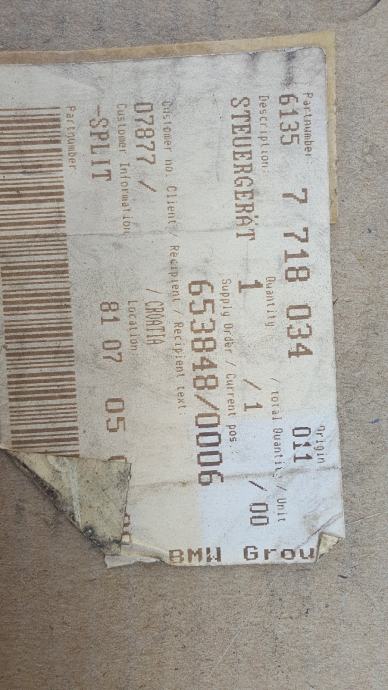 Partnumber Origin
6135 7 718 034 011
Description: Quantity / Total Quantity / Unit
STEUERGERÄT 1 / 1 / 00
Supply Order / Current pos.:
653848/0006
Customer no. Client / Recipient / Recipient text:
07877 / / CROATIA
Customer Information Location
-SPLIT 81 07 05
Partnumber
BMW Grou